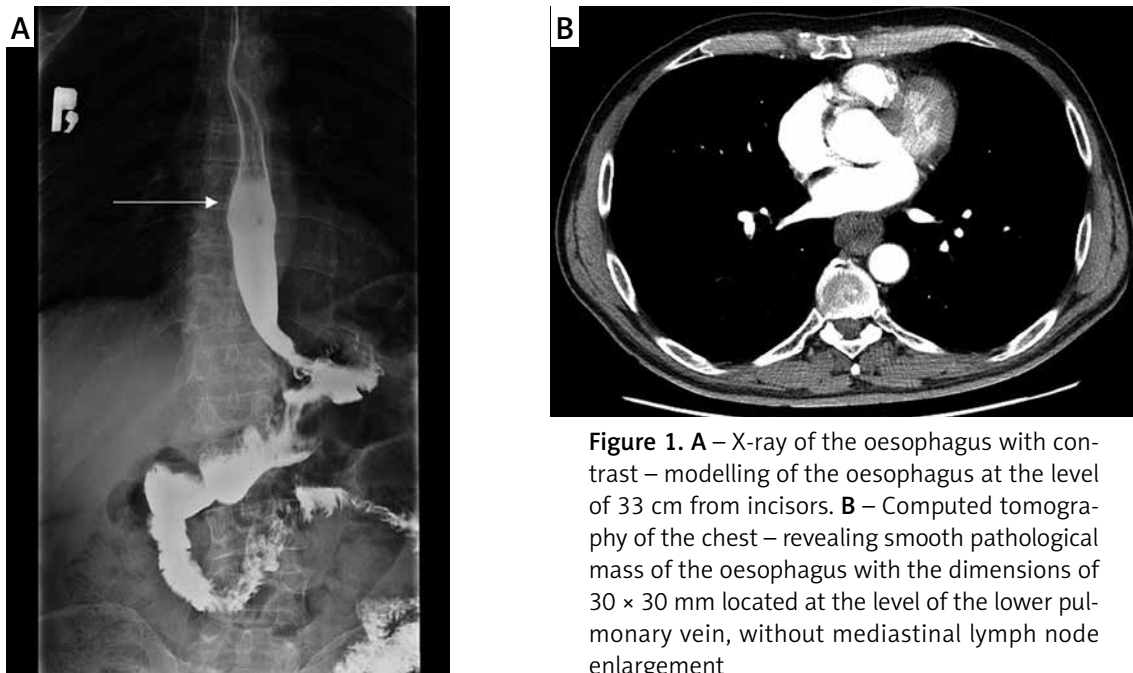 A
B
Figure 1. A – X-ray of the oesophagus with con-
trast – modelling of the oesophagus at the level
of 33 cm from incisors. B – Computed tomogra-
phy of the chest – revealing smooth pathological
mass of the oesophagus with the dimensions of
30 × 30 mm located at the level of the lower pul-
monary vein, without mediastinal lymph node
enlargement